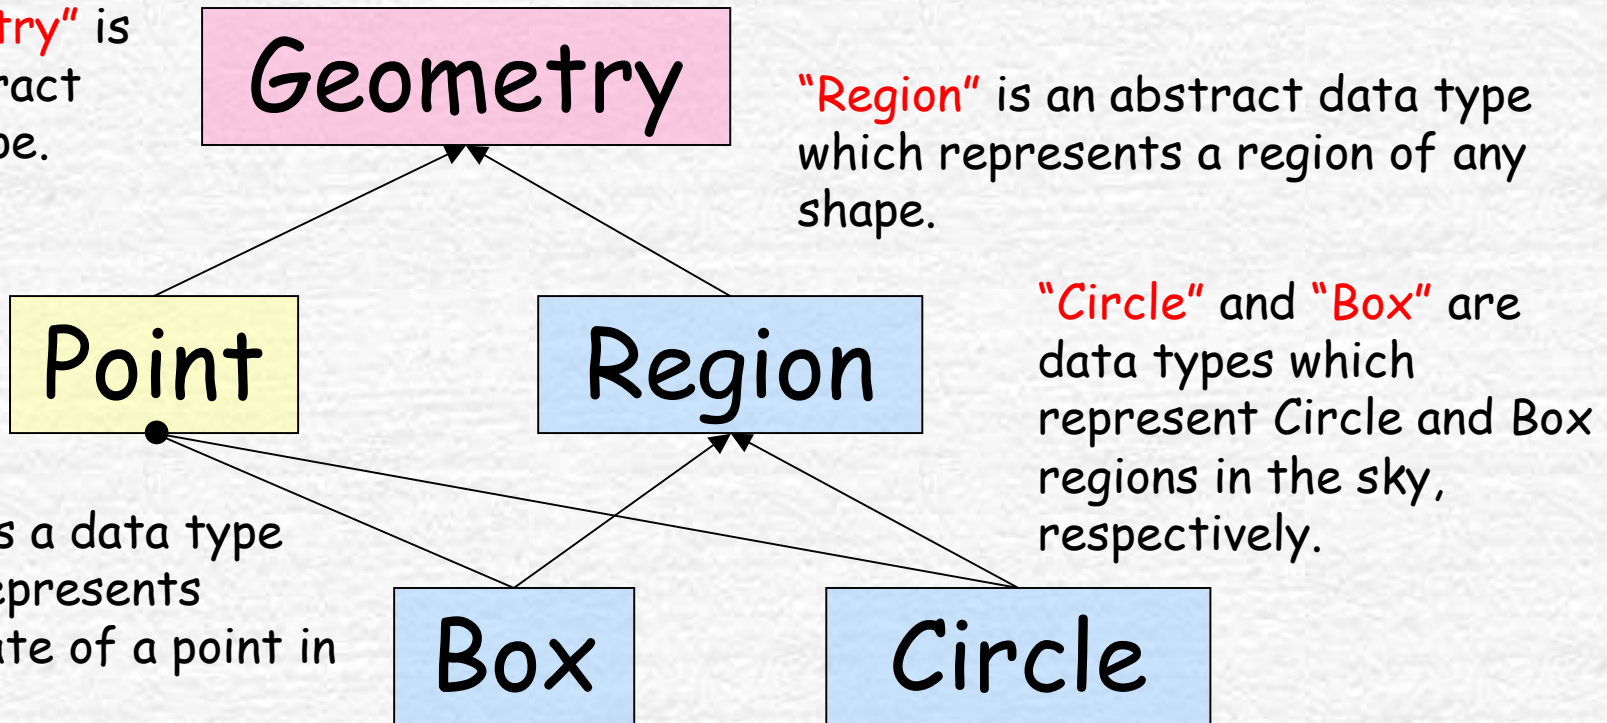 try” is
ract
pe.
Geometry
“Region” is an abstract data type
which represents a region of any
shape.
Point
Region
“Circle” and “Box” are
data types which
represent Circle and Box
regions in the sky,
respectively.
s a data type
epresents
ate of a point in
Box
Circle